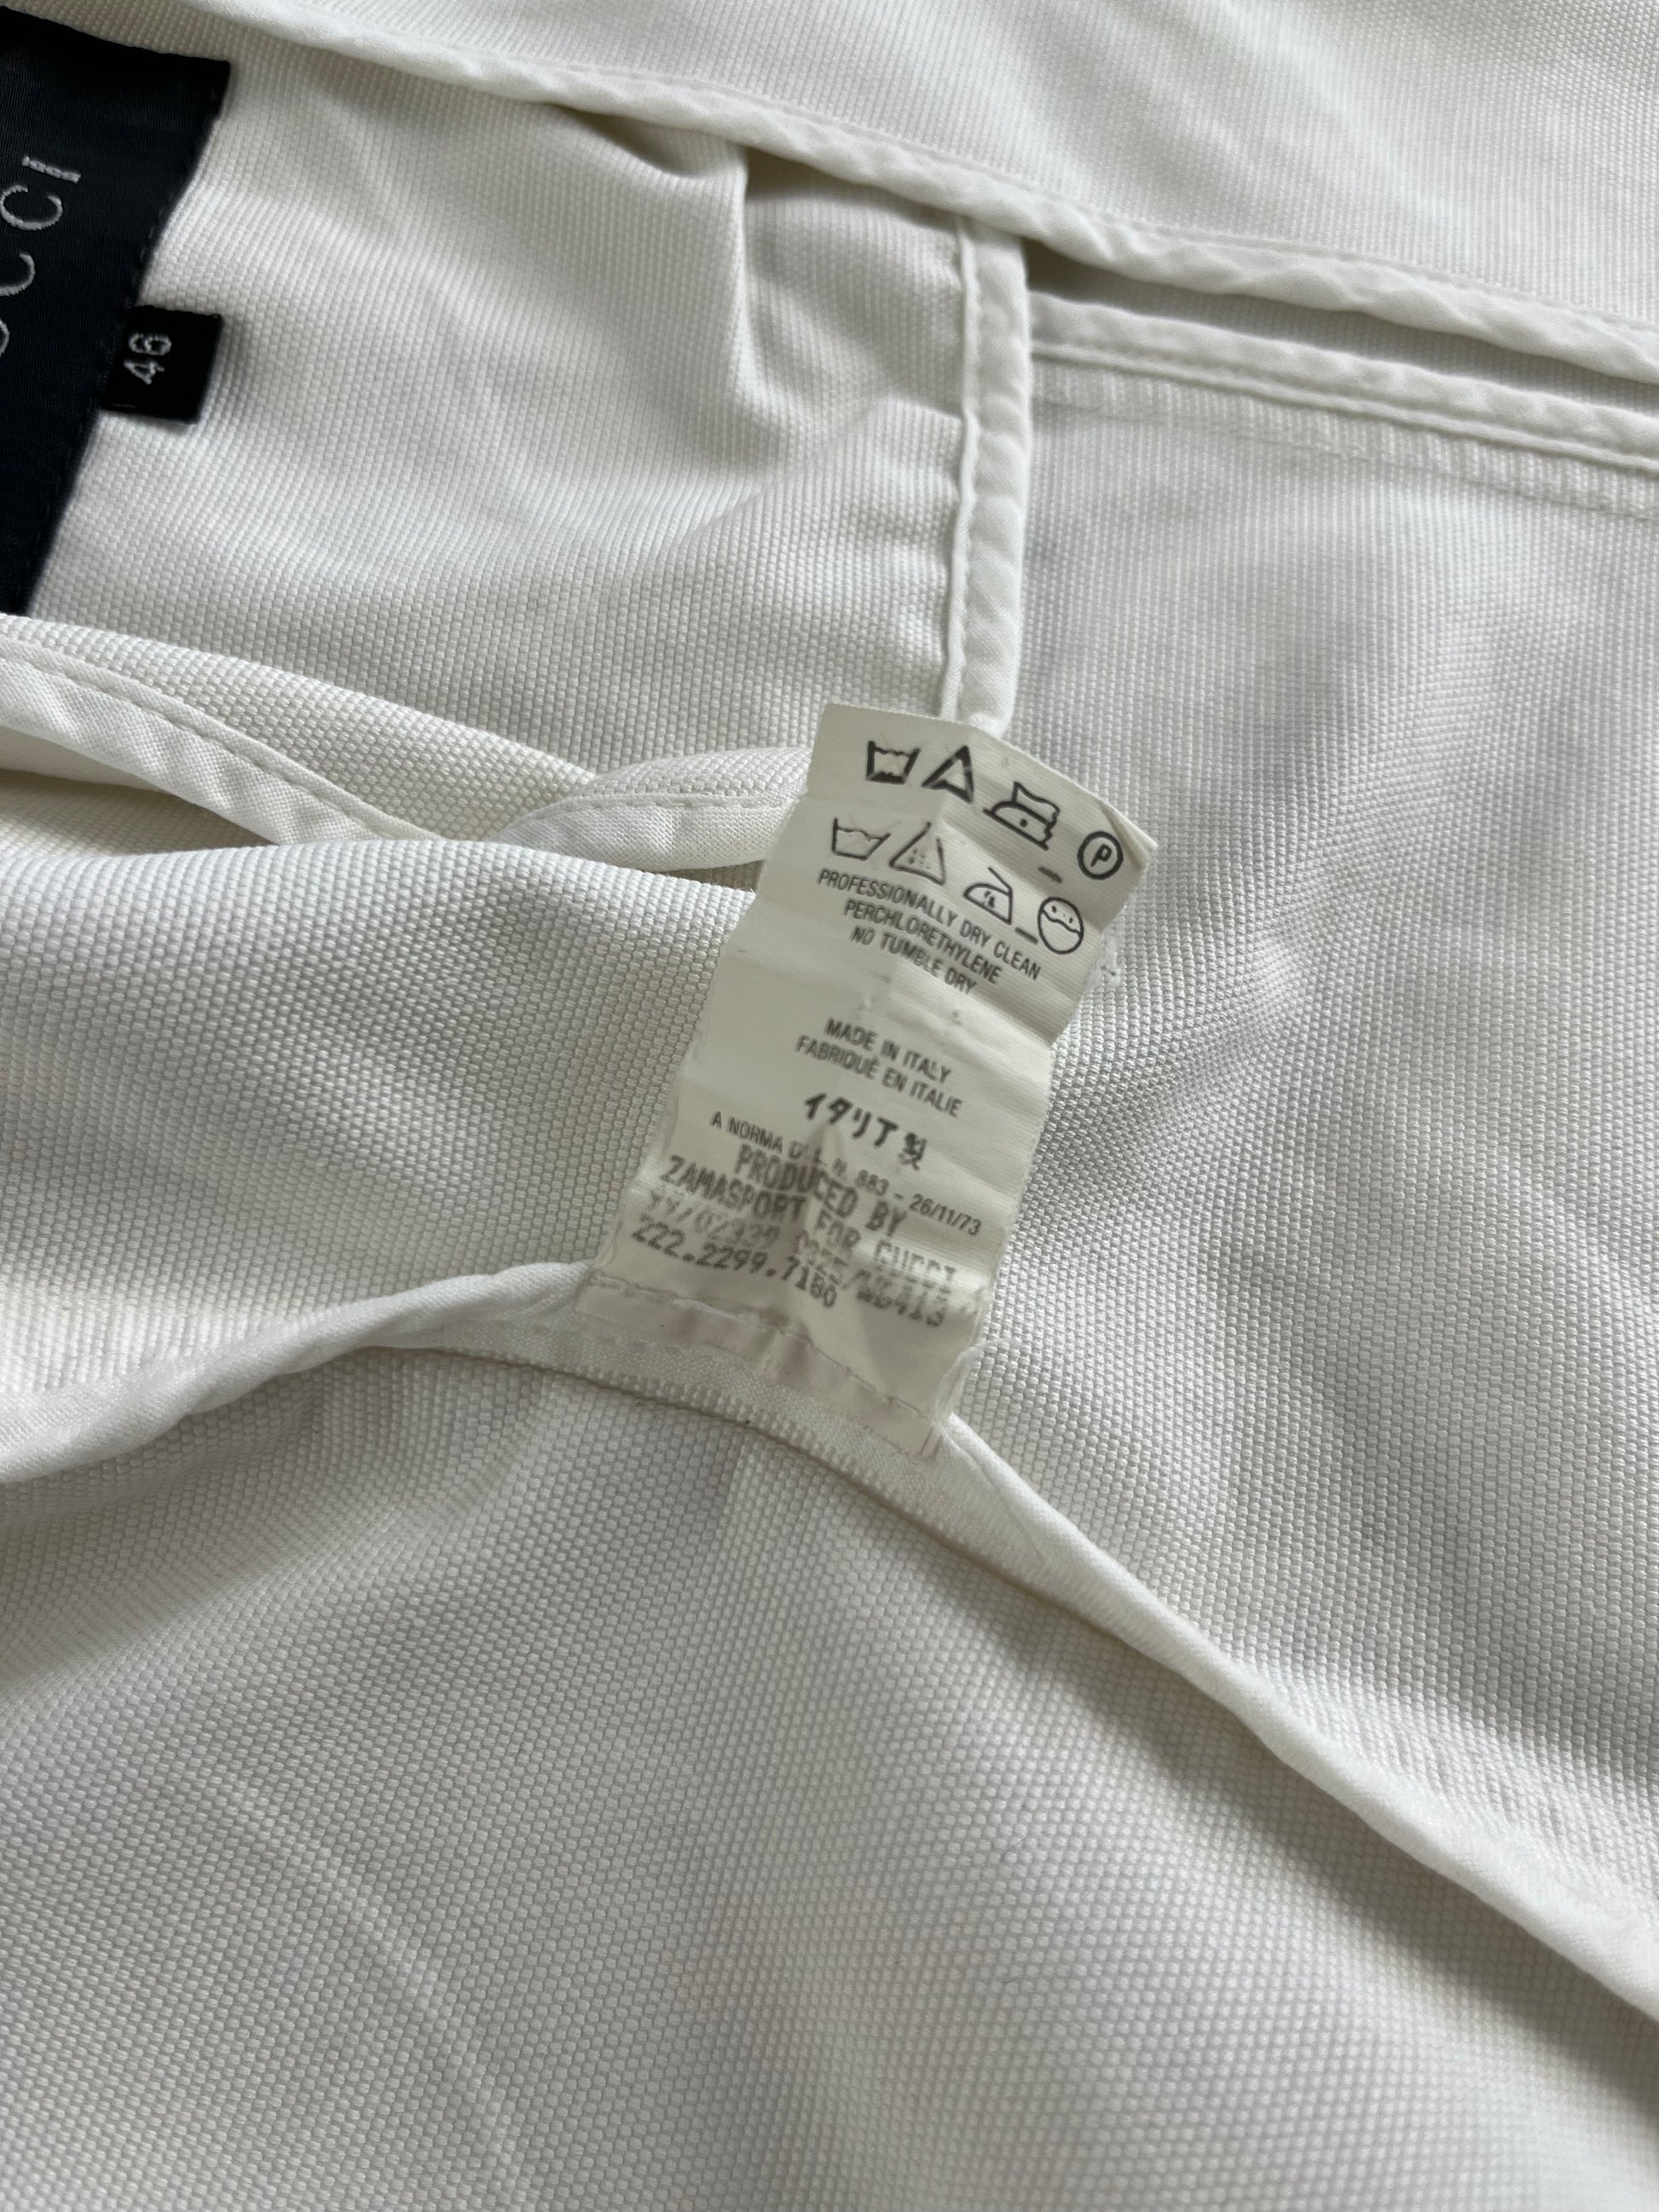 CCI
46
P
PROFESSIONALLY DRY CLEAN
PERCHLORETHYLENE
NO TUMBLE DRY
MADE IN ITALY
FABRIQUÉ EN ITALIE
イタリア製
A NORMA D 883 - 26/11/73
PRODUCED BY
ZAMASPORT FOR GUCCI
222.2299.7180